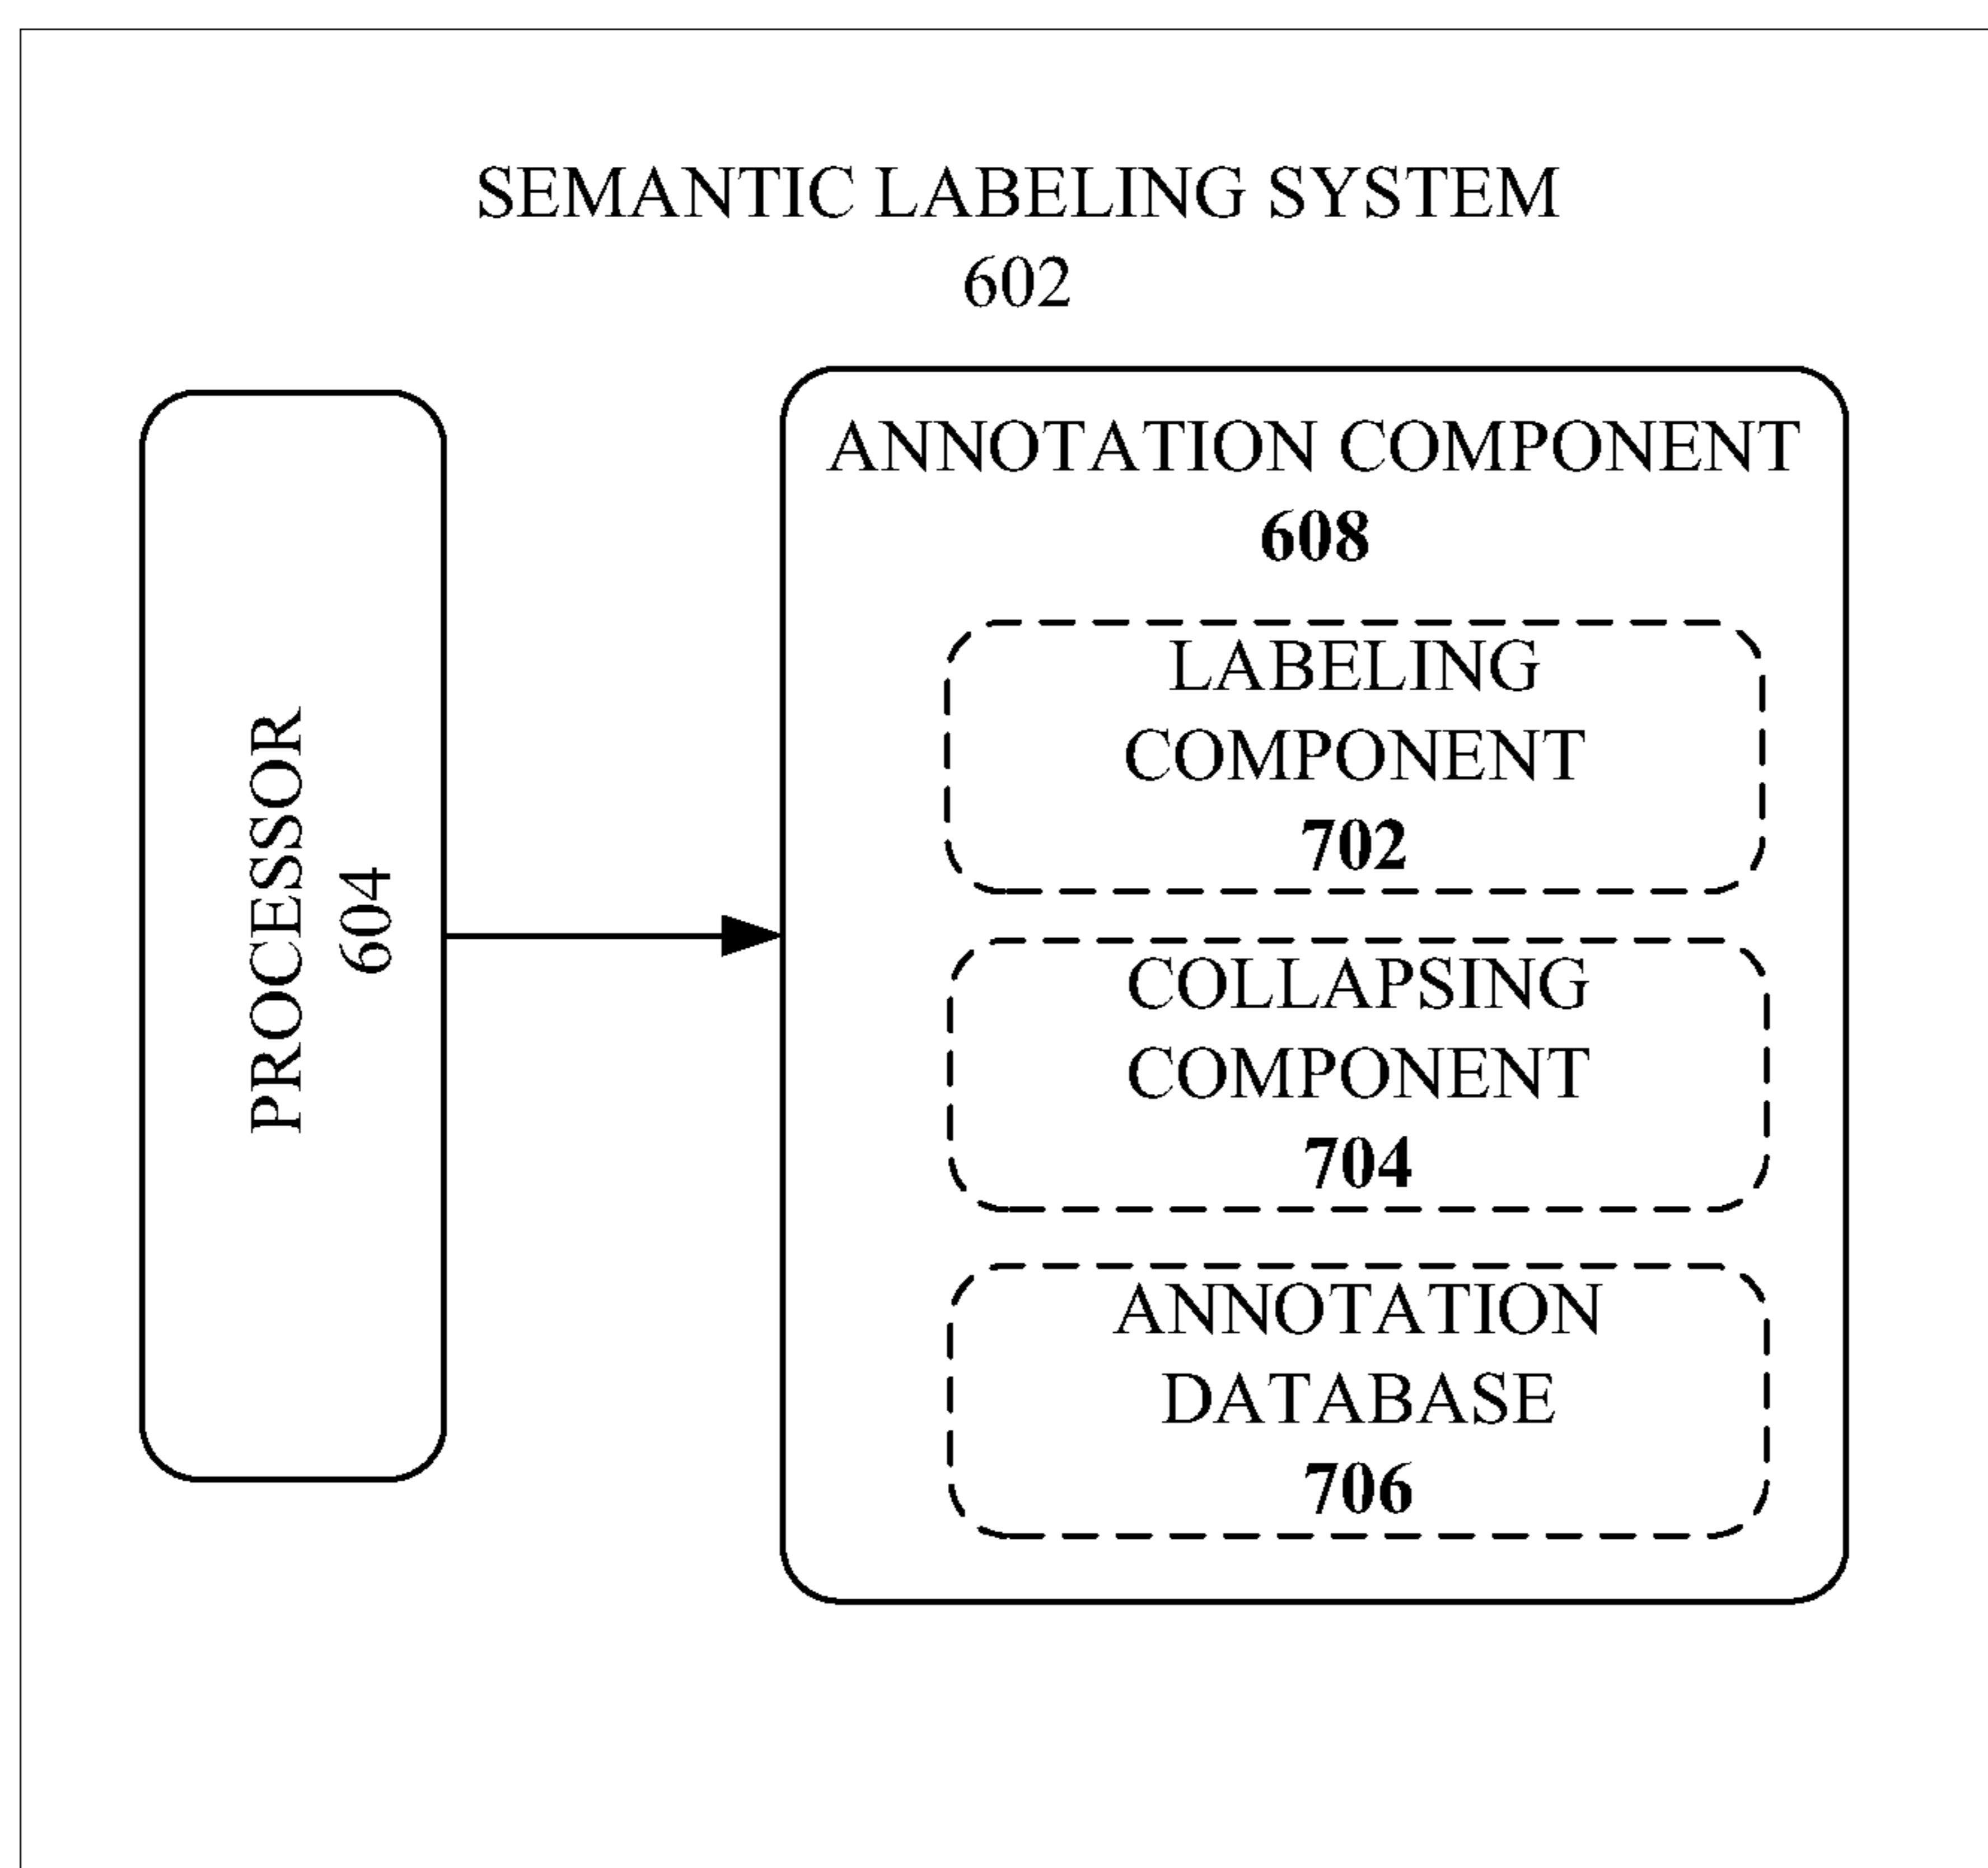 SEMANTIC LABELING SYSTEM
602
PROCESSOR
604
ANNOTATION COMPONENT
608
LABELING
COMPONENT
702
COLLAPSING
COMPONENT
704
ANNOTATION
DATABASE
706